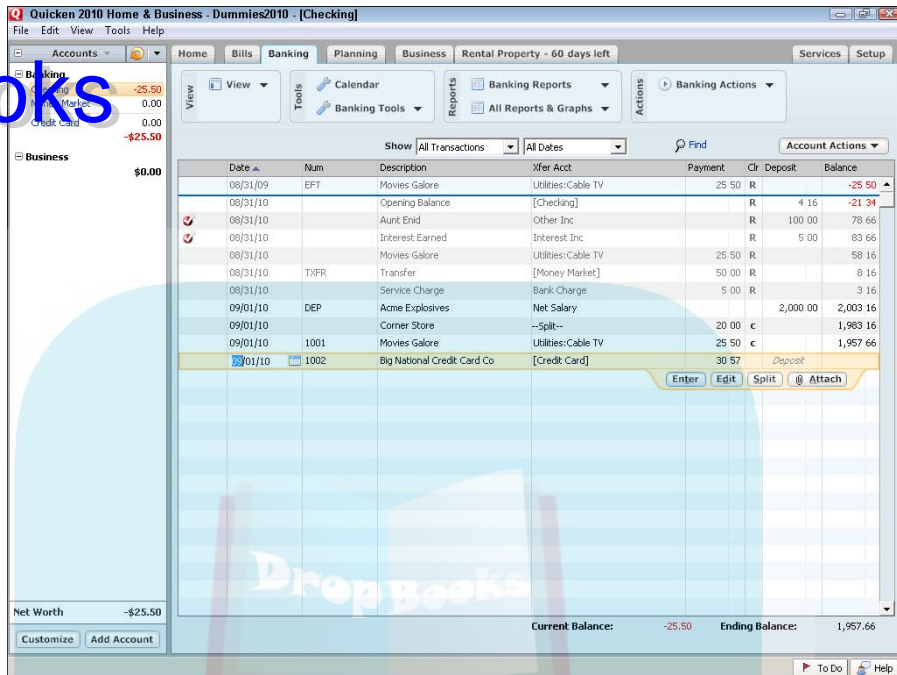 Quicken 2010 Home & Business - Dummies2010 - [Checking]
File Edit View Tools Help
Accounts
Home Bills Banking Planning Business Rental Property - 60 days left Services Setup
Banking
-25.50
Market 0.00
Credit Card 0.00
-$25.50
Business
$0.00
oks
View View
Tools Calendar
Banking Tools
Reports Banking Reports
All Reports & Graphs
Actions Banking Actions
Show All Transactions All Dates Find Account Actions
Date Num Description Xfer Acct Payment Clr Deposit Balance
08/31/09 EFT Movies Galore Utilities:Cable TV 25 50 R -25 50
08/31/10 Opening Balance [Checking] R 4 16 -21 34
08/31/10 Aunt Enid Other Inc R 100 00 78 66
08/31/10 Interest Earned Interest Inc R 5 00 83 66
08/31/10 Movies Galore Utilities:Cable TV 25 50 R 58 16
08/31/10 TXFR Transfer [Money Market] 50 00 R 8 16
08/31/10 Service Charge Bank Charge 5 00 R 3 16
09/01/10 DEP Acme Explosives Net Salary 2,000 00 2,003 16
09/01/10 Corner Store --Split-- 20 00 c 1,983 16
09/01/10 1001 Movies Galore Utilities:Cable TV 25 50 c 1,957 66
09/01/10 1002 Big National Credit Card Co [Credit Card] 30 57 Deposit
Enter Edit Split Attach
DropBooks
Net Worth -$25.50
Customize Add Account
Current Balance: -25.50 Ending Balance: 1,957.66
To Do Help